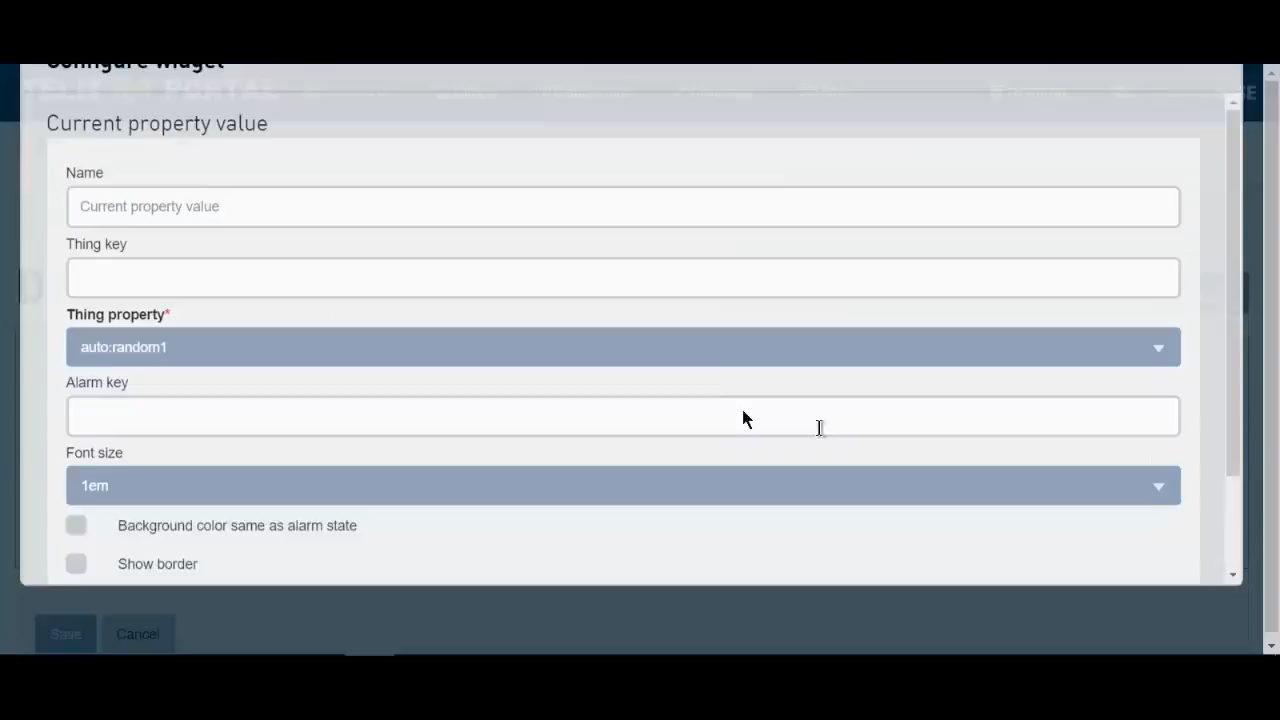 Configure widget
PORTAL
Current property value
Name
Current property value
Thing key
Thing property*
auto:random1
Alarm key
Font size
1em
Background color same as alarm state
Show border
Save
Cancel